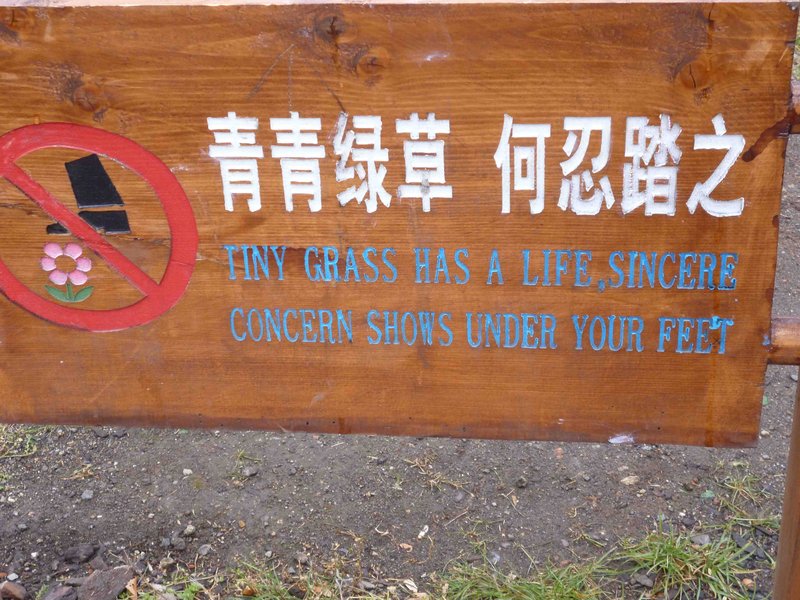 青青绿草 何忍踏之
TINY GRASS HAS A LIFE,SINCERE
CONCERN SHOWS UNDER YOUR FEET